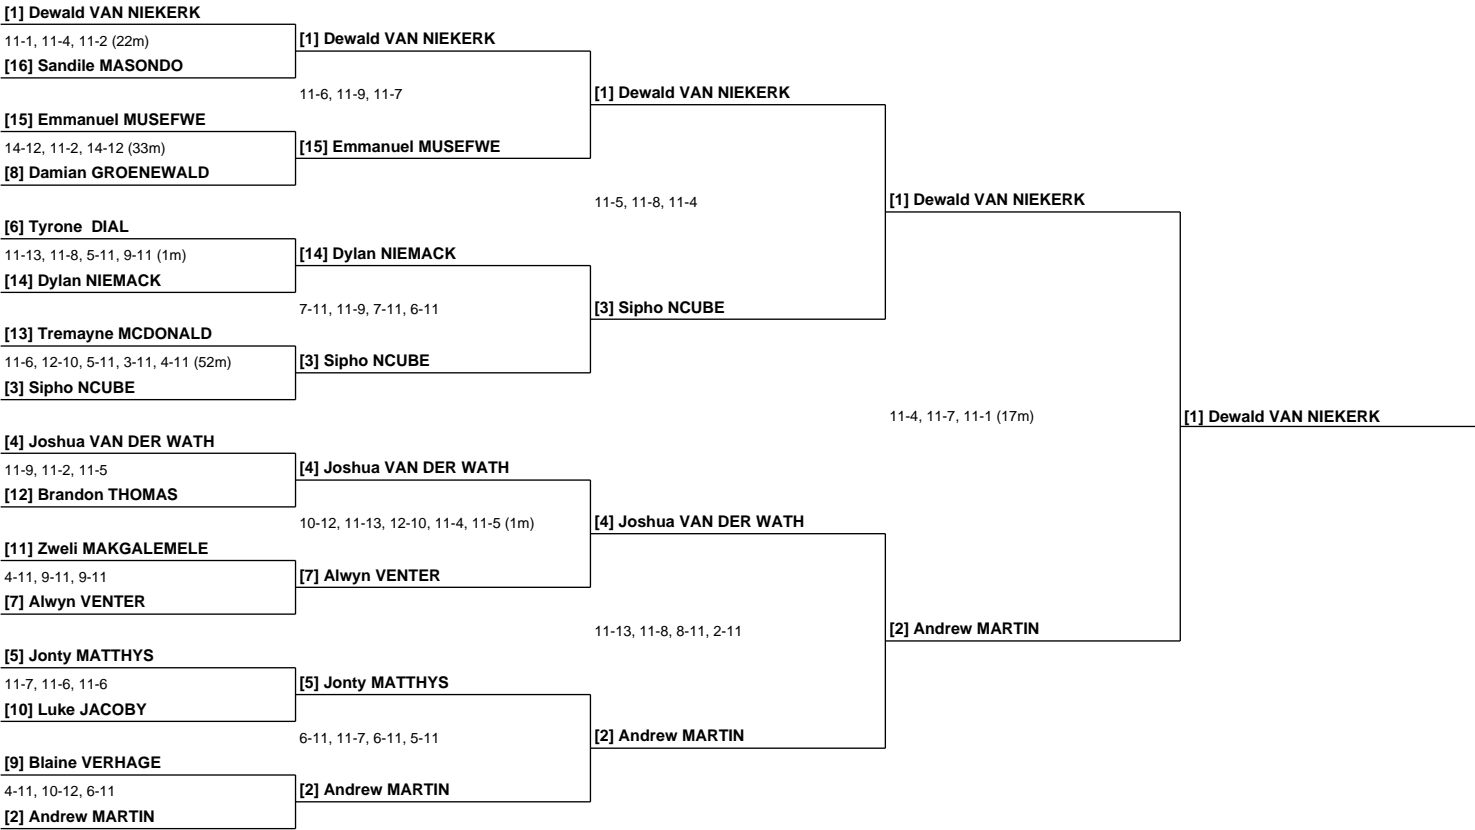 [1] Dewald VAN NIEKERK
11-1, 11-4, 11-2 (22m)
[16] Sandile MASONDO
[15] Emmanuel MUSEFWE
14-12, 11-2, 14-12 (33m)
[8] Damian GROENEWALD
[6] Tyrone  DIAL
11-13, 11-8, 5-11, 9-11 (1m)
[14] Dylan NIEMACK
[13] Tremayne MCDONALD
11-6, 12-10, 5-11, 3-11, 4-11 (52m)
[3] Sipho NCUBE
[4] Joshua VAN DER WATH
11-9, 11-2, 11-5
[12] Brandon THOMAS
[11] Zweli MAKGALEMELE
4-11, 9-11, 9-11
[7] Alwyn VENTER
[5] Jonty MATTHYS
11-7, 11-6, 11-6
[10] Luke JACOBY
[9] Blaine VERHAGE
4-11, 10-12, 6-11
[2] Andrew MARTIN
[1] Dewald VAN NIEKERK
11-6, 11-9, 11-7
[15] Emmanuel MUSEFWE
[14] Dylan NIEMACK
7-11, 11-9, 7-11, 6-11
[3] Sipho NCUBE
[4] Joshua VAN DER WATH
10-12, 11-13, 12-10, 11-4, 11-5 (1m)
[7] Alwyn VENTER
[5] Jonty MATTHYS
6-11, 11-7, 6-11, 5-11
[2] Andrew MARTIN
[1] Dewald VAN NIEKERK
11-5, 11-8, 11-4
[3] Sipho NCUBE
[4] Joshua VAN DER WATH
11-13, 11-8, 8-11, 2-11
[2] Andrew MARTIN
[1] Dewald VAN NIEKERK
11-4, 11-7, 11-1 (17m)
[2] Andrew MARTIN
[1] Dewald VAN NIEKERK